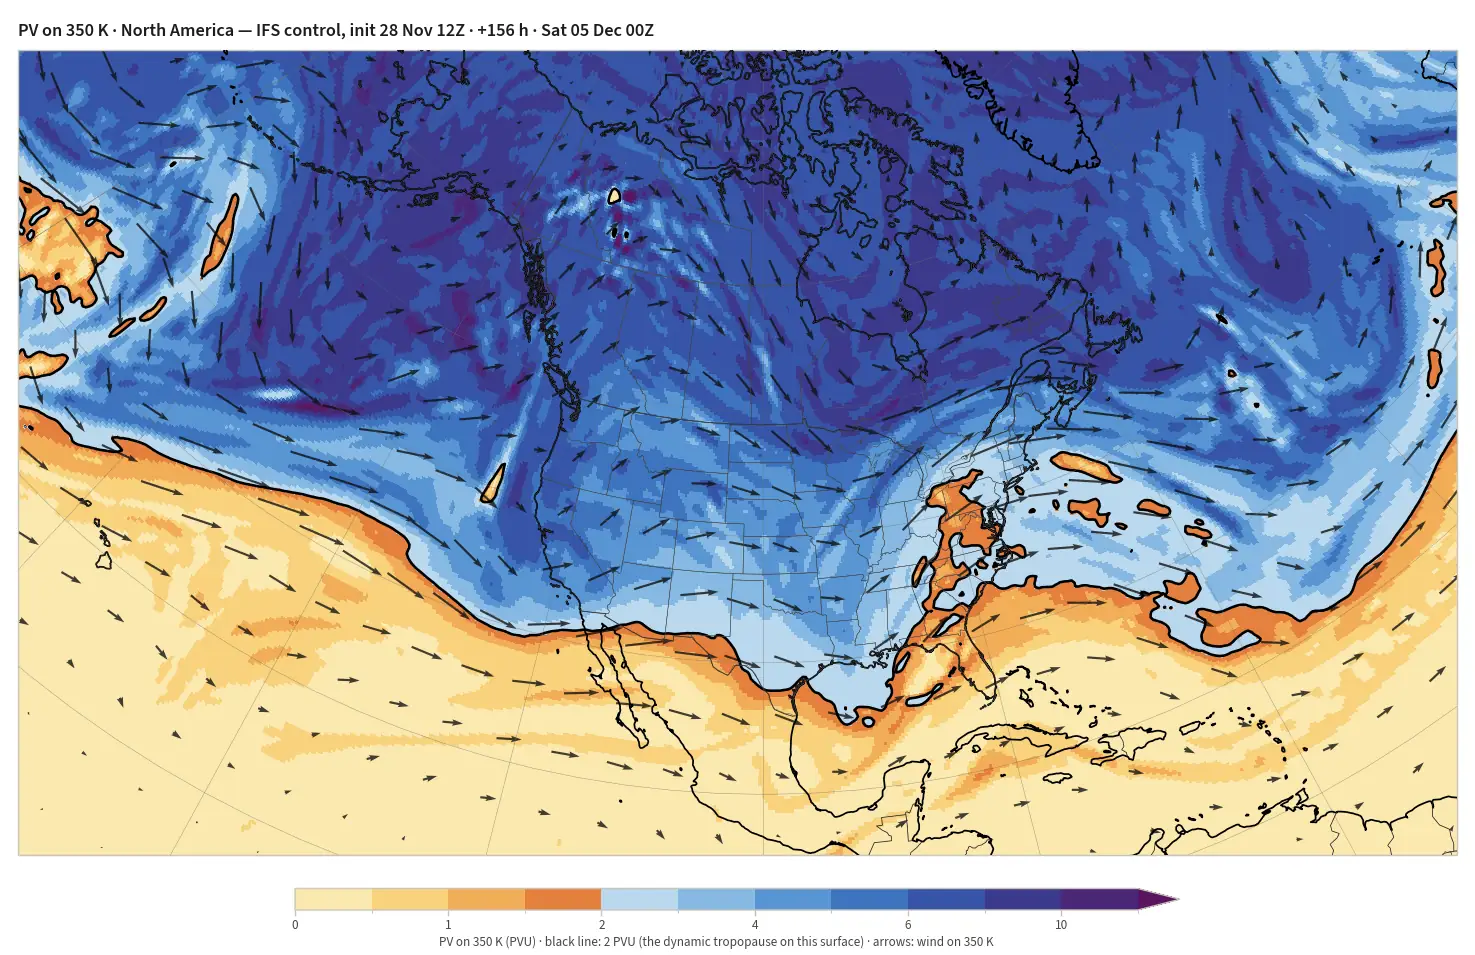 PV on 350 K · North America — IFS control, init 28 Nov 12Z · +156 h · Sat 05 Dec 00Z
0 1 2 4 6 10
PV on 350 K (PVU) · black line: 2 PVU (the dynamic tropopause on this surface) · arrows: wind on 350 K